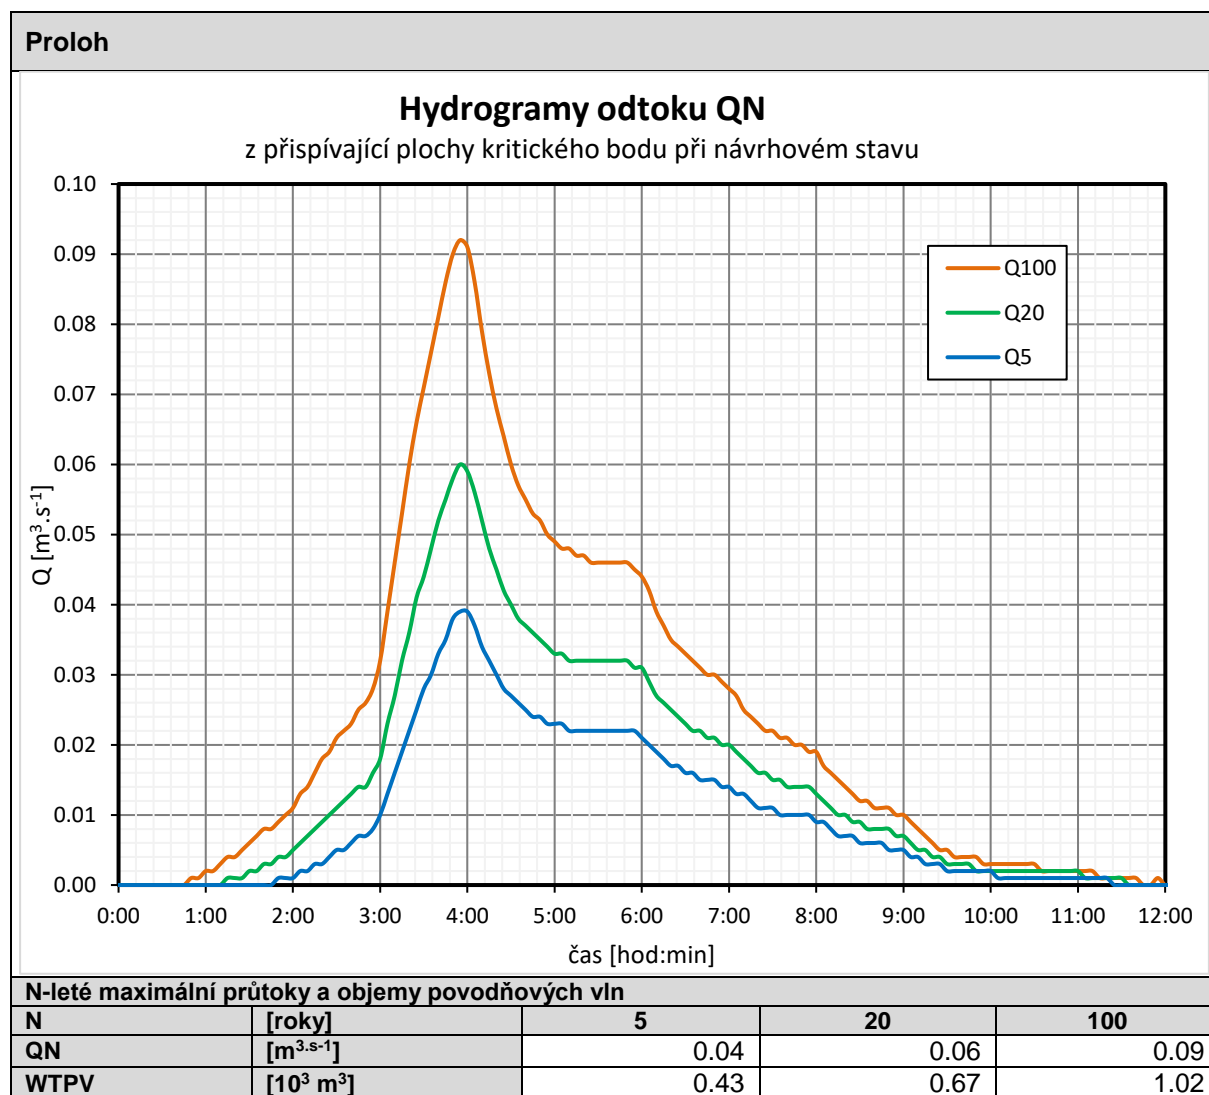 Proloh
Hydrogramy odtoku QN
z přispívající plochy kritického bodu při návrhovém stavu
0.10
0.09
0.08
0.07
0.06
0.05
0.04
0.03
0.02
0.01
0.00
Q [m³.s⁻¹]
Q100
Q20
Q5
0:00 1:00 2:00 3:00 4:00 5:00 6:00 7:00 8:00 9:00 10:00 11:00 12:00
čas [hod:min]
N-leté maximální průtoky a objemy povodňových vln
N [roky] 5 20 100
QN [m³·ˢ⁻¹] 0.04 0.06 0.09
WTPV [10³ m³] 0.43 0.67 1.02